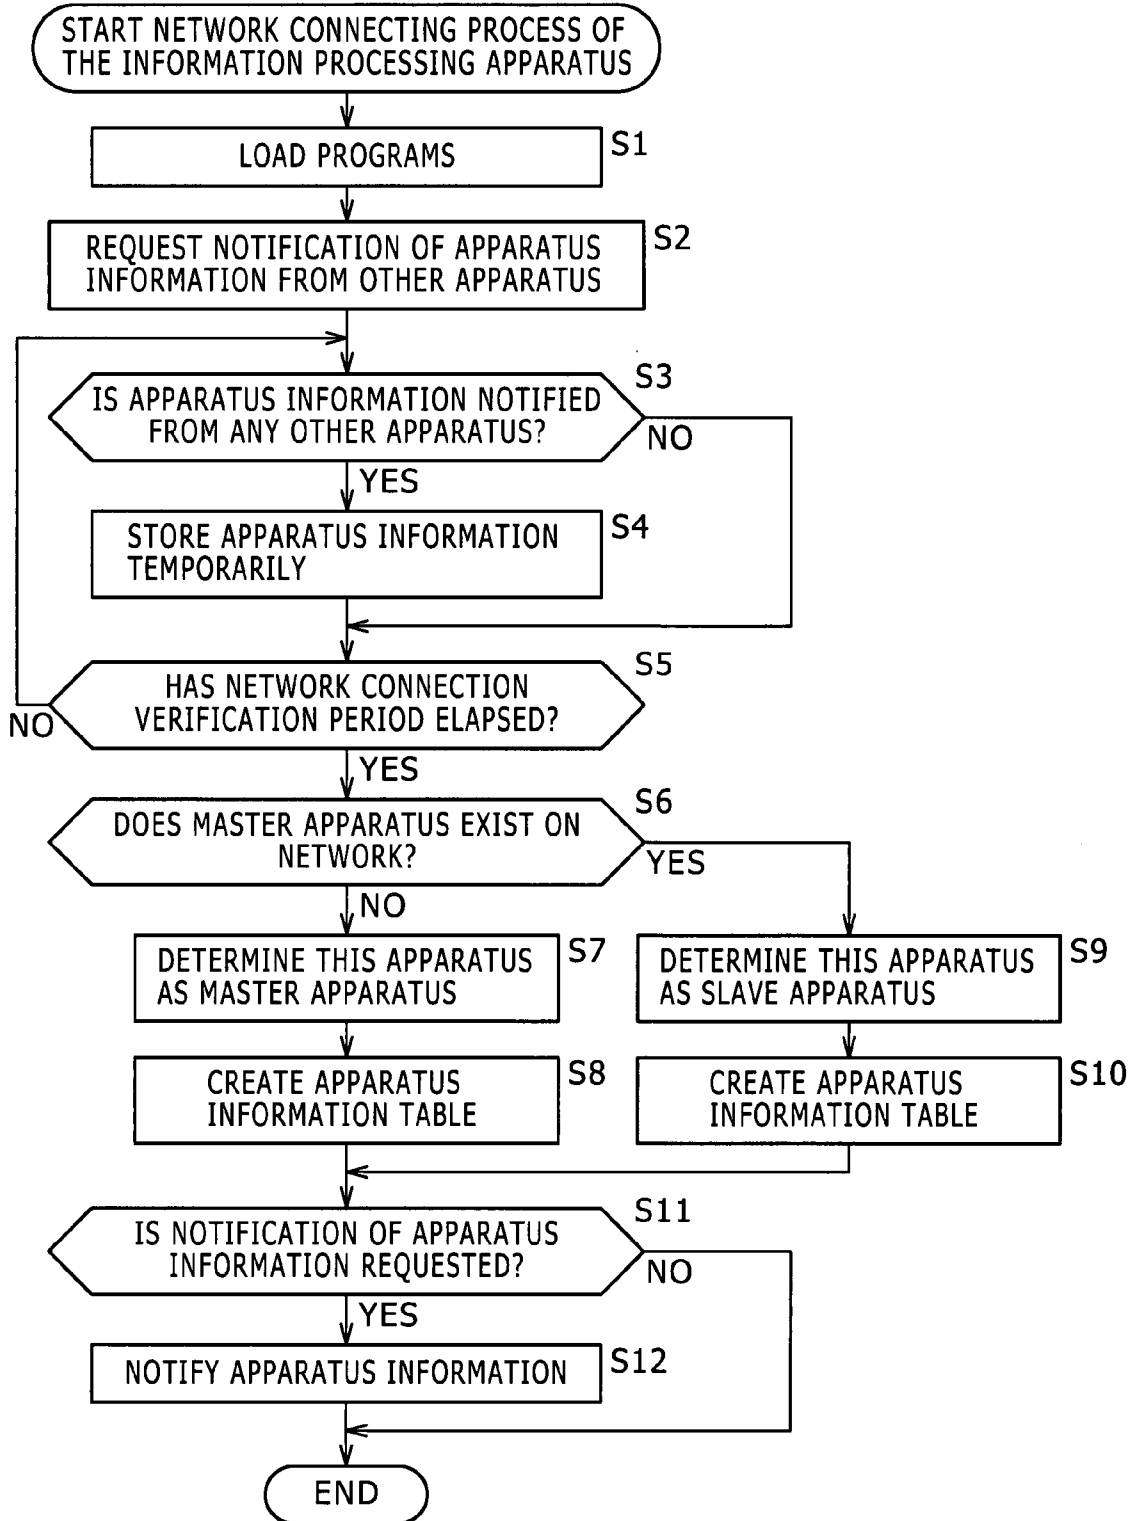 START NETWORK CONNECTING PROCESS OF
THE INFORMATION PROCESSING APPARATUS
LOAD PROGRAMS
S1
REQUEST NOTIFICATION OF APPARATUS
INFORMATION FROM OTHER APPARATUS
S2
IS APPARATUS INFORMATION NOTIFIED
FROM ANY OTHER APPARATUS?
S3
NO
YES
STORE APPARATUS INFORMATION
TEMPORARILY
S4
HAS NETWORK CONNECTION
VERIFICATION PERIOD ELAPSED?
S5
NO
YES
DOES MASTER APPARATUS EXIST ON
NETWORK?
S6
YES
NO
DETERMINE THIS APPARATUS
AS MASTER APPARATUS
S7
DETERMINE THIS APPARATUS
AS SLAVE APPARATUS
S9
CREATE APPARATUS
INFORMATION TABLE
S8
CREATE APPARATUS
INFORMATION TABLE
S10
IS NOTIFICATION OF APPARATUS
INFORMATION REQUESTED?
S11
NO
YES
NOTIFY APPARATUS INFORMATION
S12
END